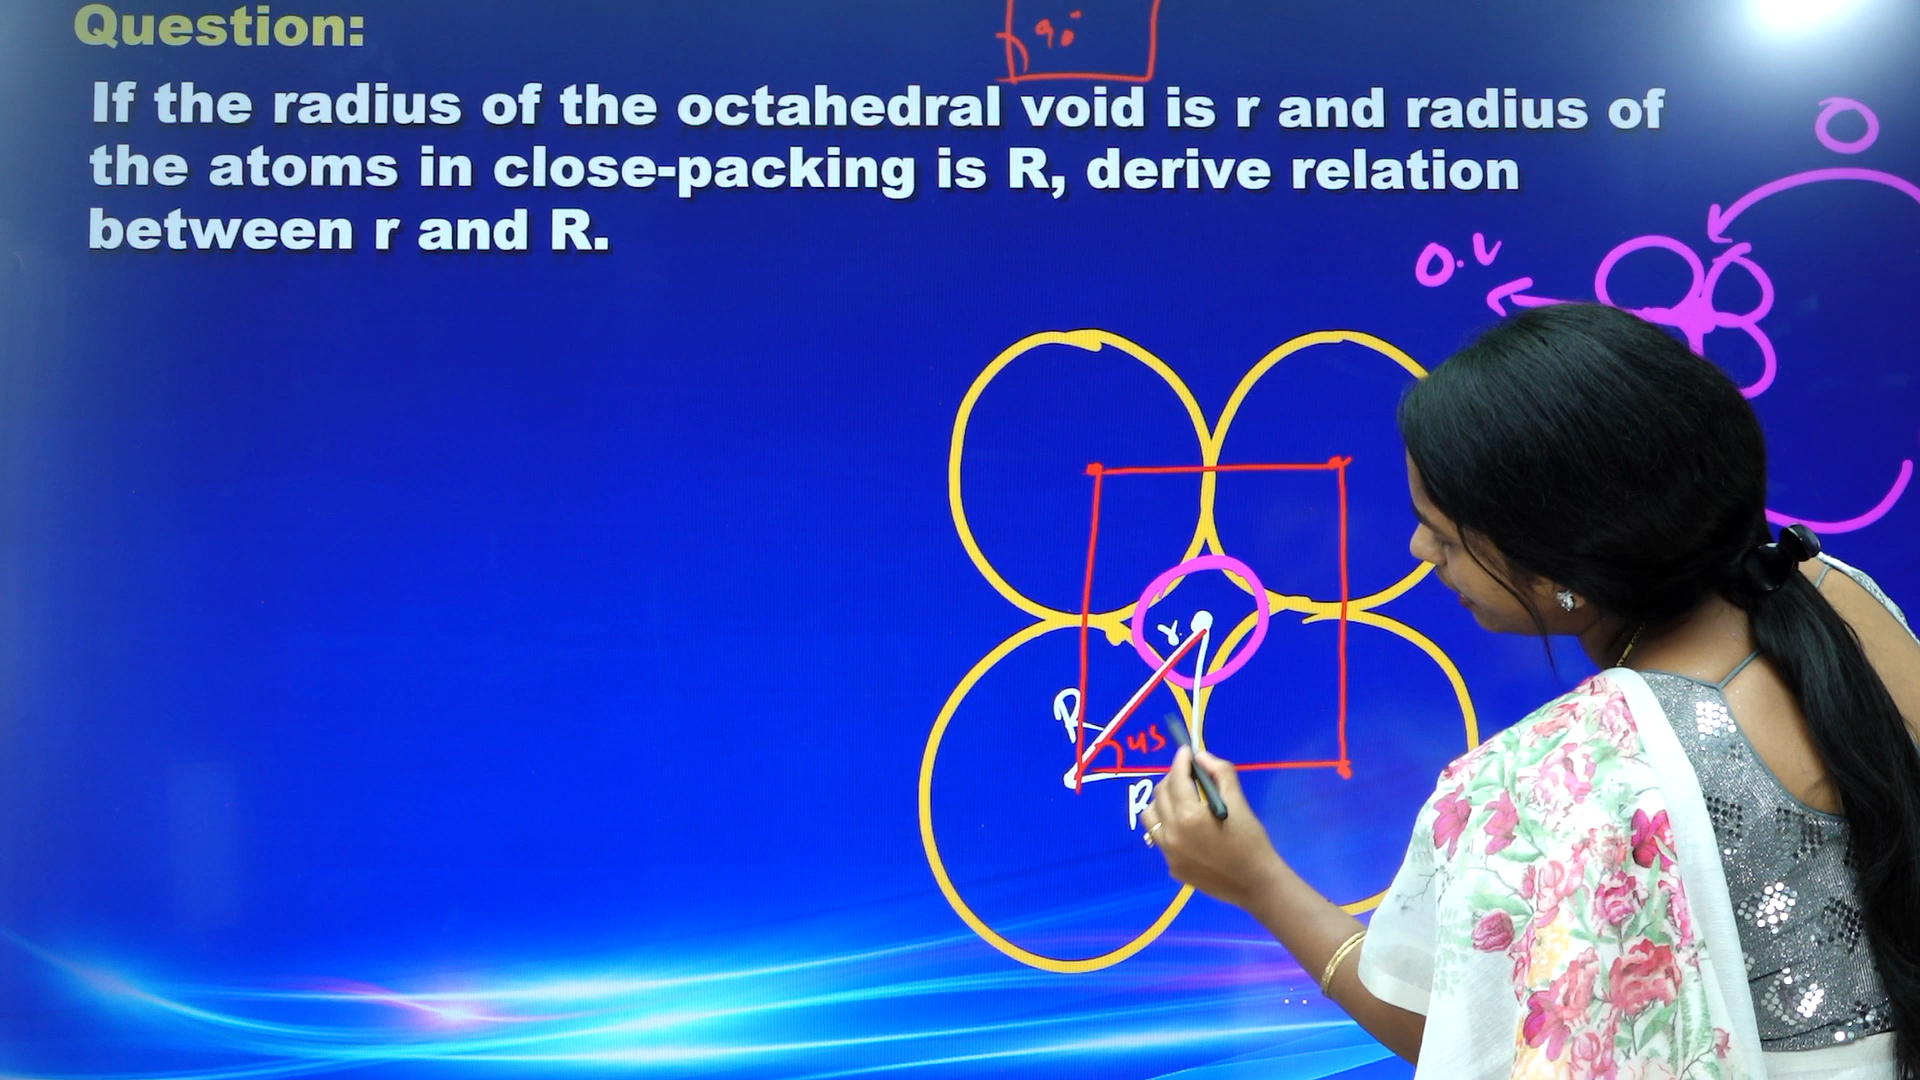 Question:
90°
If the radius of the octahedral void is r and radius of
the atoms in close-packing is R, derive relation
between r and R.
O.V
r
R
45
R